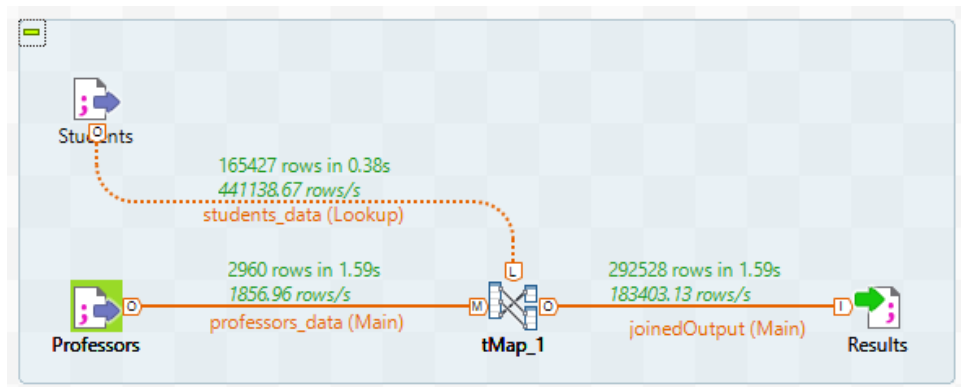 Students
165427 rows in 0.38s
441138.67 rows/s
students_data (Lookup)
2960 rows in 1.59s
1856.96 rows/s
professors_data (Main)
292528 rows in 1.59s
183403.13 rows/s
joinedOutput (Main)
O
L
O
M
O
I
Professors
tMap_1
Results